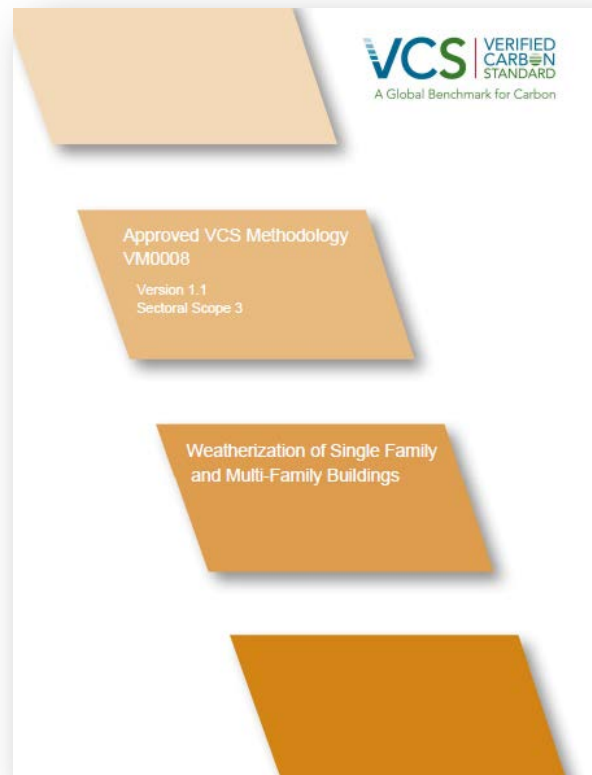 VCS VERIFIED
CARBON
STANDARD
A Global Benchmark for Carbon
Approved VCS Methodology
VM0008
Version 1.1
Sectoral Scope 3
Weatherization of Single Family
and Multi-Family Buildings